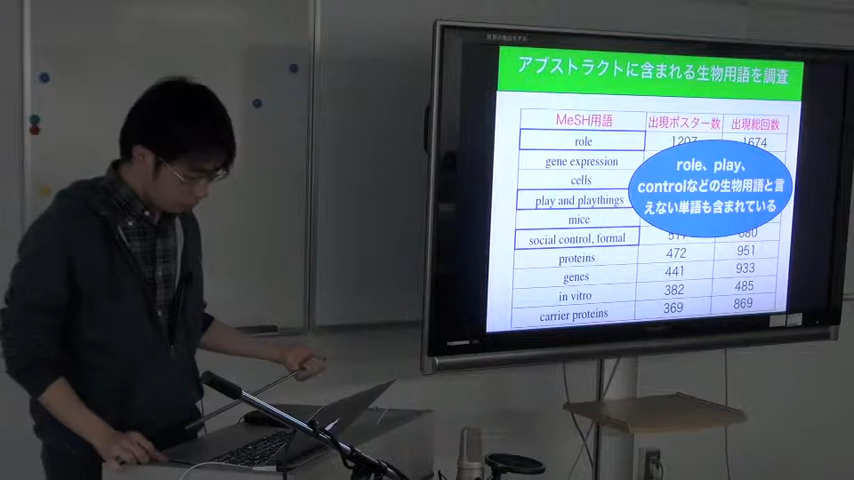 アブストラクトに含まれる生物用語を調査
MeSH用語 出現ポスター数 出現総回数
role 1207 1674
gene expression
cells
play and playthings
mice
social control, formal 517 680
proteins 472 951
genes 441 933
in vitro 382 485
carrier proteins 369 869
role、play、
controlなどの生物用語と言
えない単語も含まれている